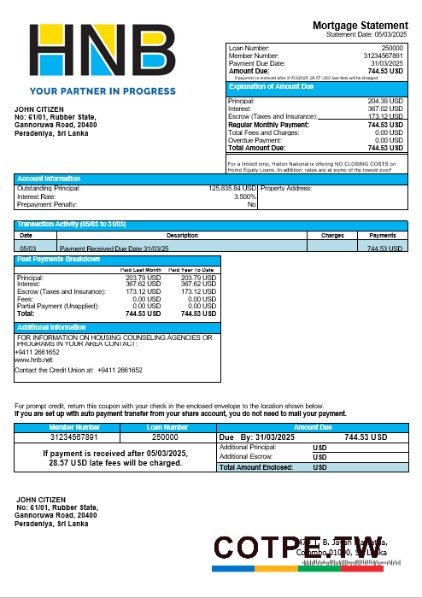 HNB
YOUR PARTNER IN PROGRESS
Mortgage Statement
Statement Date: 05/03/2025
Loan Number: 250000
Member Number: 31234567891
Payment Due Date: 31/03/2025
Amount Due: 744.53 USD
If payment is received after 31/03/2025, 28.57 USD late fees will be charged.
Explanation of Amount Due
Principal: 204.39 USD
Interest: 367.02 USD
Escrow (Taxes and Insurance): 173.12 USD
Regular Monthly Payment: 744.53 USD
Total Fees and Charges: 0.00 USD
Overdue Payment: 0.00 USD
Total Amount Due: 744.53 USD
For a limited time, Hatton National is offering NO CLOSING COSTS on
Home Equity Loans. In addition, rates are at some of the lowest ever!
JOHN CITIZEN
No: 61/01, Rubber State,
Gannoruwa Road, 20400
Peradeniya, Sri Lanka
Account Information
Outstanding Principal: 125,835.84 USD Property Address:
Interest Rate: 3.500%
Prepayment Penalty: No
Transaction Activity (05/03 to 31/03)
Date Description Charges Payments
05/03 Payment Received Due Date 31/03/25 744.53 USD
Past Payments Breakdown
Paid Last Month Paid Year To Date
Principal: 203.79 USD 203.79 USD
Interest: 367.62 USD 367.62 USD
Escrow (Taxes and Insurance): 173.12 USD 173.12 USD
Fees: 0.00 USD 0.00 USD
Partial Payment (Unapplied): 0.00 USD 0.00 USD
Total: 744.53 USD 744.53 USD
Additional Information
FOR INFORMATION ON HOUSING COUNSELING AGENCIES OR
PROGRAMS IN YOUR AREA CONTACT:
+9411 2661652
www.hnb.net
Contact the Credit Union at: +9411 2661652
For prompt credit, return this coupon with your check in the enclosed envelope to the location shown below.
If you are set up with auto payment transfer from your share account, you do not need to mail your payment.
Member Number Loan Number Amount Due
31234567891 250000 Due By: 31/03/2025 744.53 USD
If payment is received after 05/03/2025,
28.57 USD late fees will be charged.
Additional Principal: USD
Additional Escrow: USD
Total Amount Enclosed: USD
JOHN CITIZEN
No: 61/01, Rubber State,
Gannoruwa Road, 20400
Peradeniya, Sri Lanka
COTPE.TW